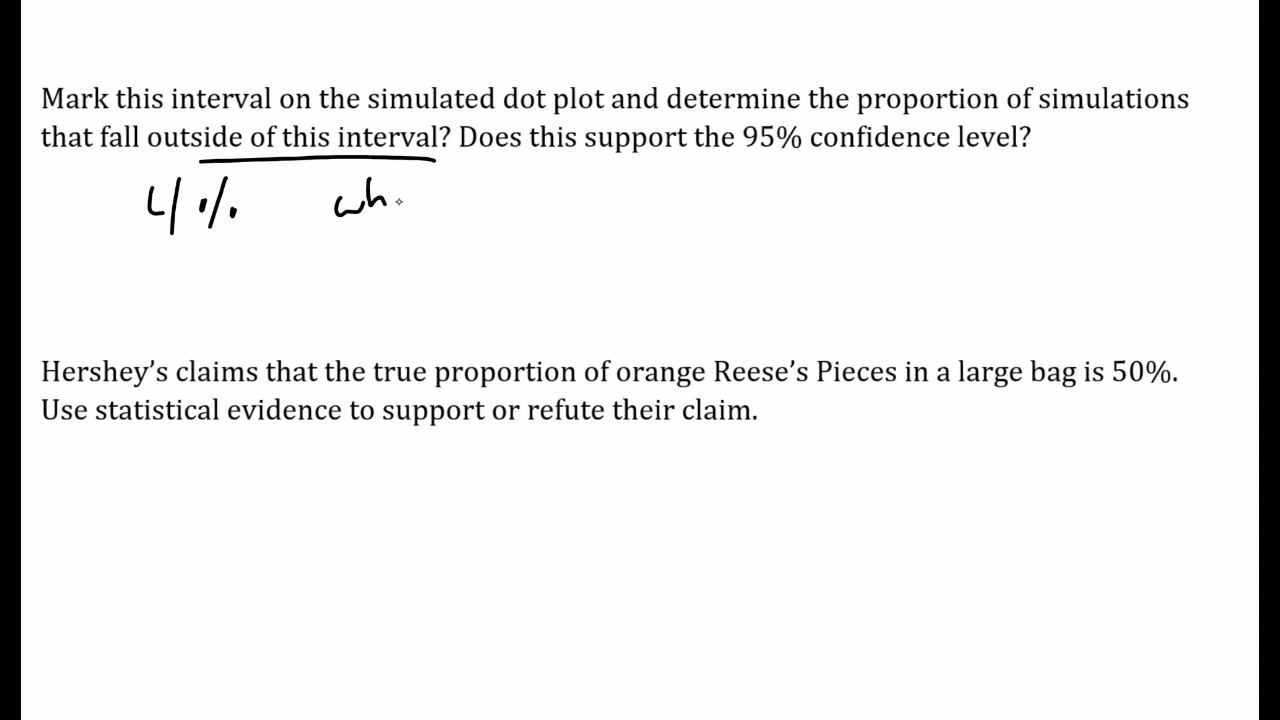 Mark this interval on the simulated dot plot and determine the proportion of simulations
that fall outside of this interval? Does this support the 95% confidence level?
4% wh
Hershey’s claims that the true proportion of orange Reese’s Pieces in a large bag is 50%.
Use statistical evidence to support or refute their claim.